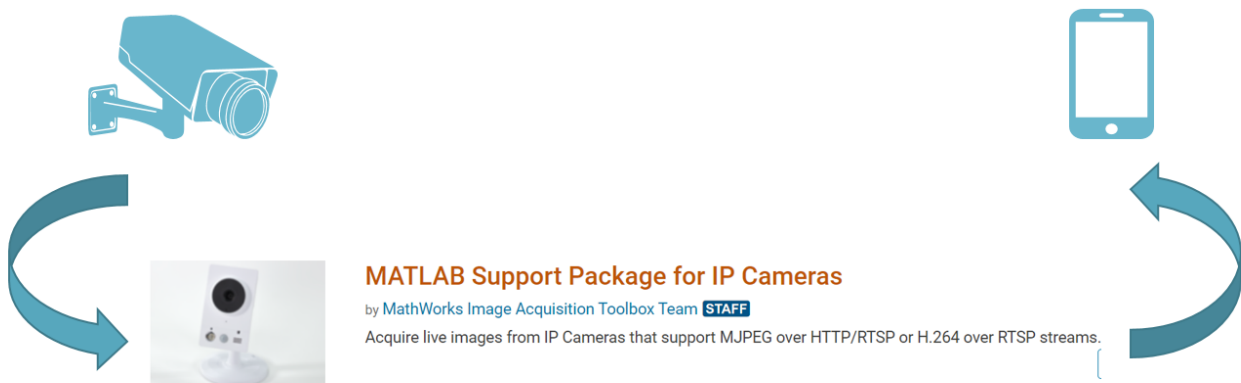 MATLAB Support Package for IP Cameras
by MathWorks Image Acquisition Toolbox Team STAFF
Acquire live images from IP Cameras that support MJPEG over HTTP/RTSP or H.264 over RTSP streams.